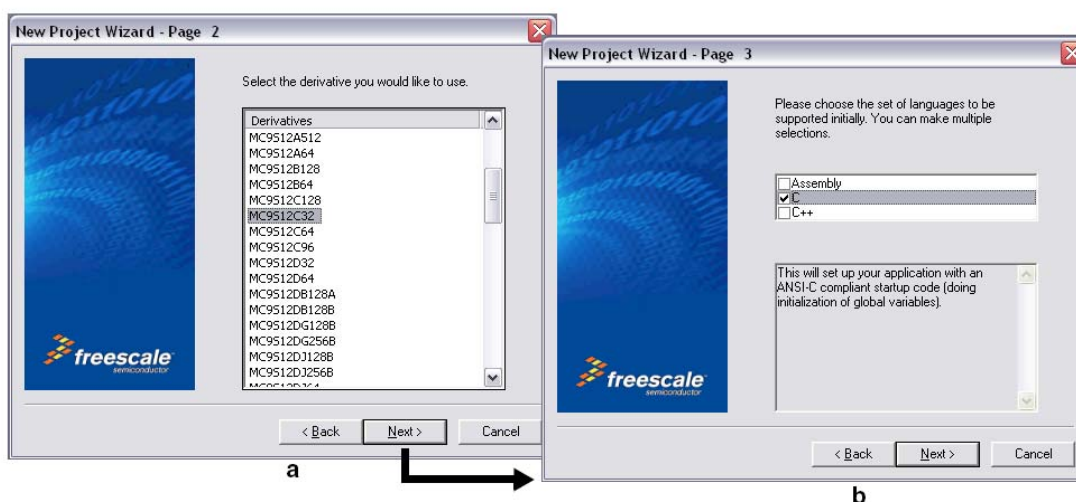 New Project Wizard - Page 2
Select the derivative you would like to use.
Derivatives
MC9S12A512
MC9S12A64
MC9S12B128
MC9S12B64
MC9S12C128
MC9S12C32
MC9S12C64
MC9S12C96
MC9S12D32
MC9S12D64
MC9S12DB128A
MC9S12DB128B
MC9S12DG128B
MC9S12DG256B
MC9S12DJ128B
MC9S12DJ256B
MC9S12DJ64
freescale
semiconductor
< Back
Next >
Cancel
a
New Project Wizard - Page 3
Please choose the set of languages to be
supported initially. You can make multiple
selections.
Assembly
C
C++
This will set up your application with an
ANSI-C compliant startup code (doing
initialization of global variables).
freescale
semiconductor
< Back
Next >
Cancel
b